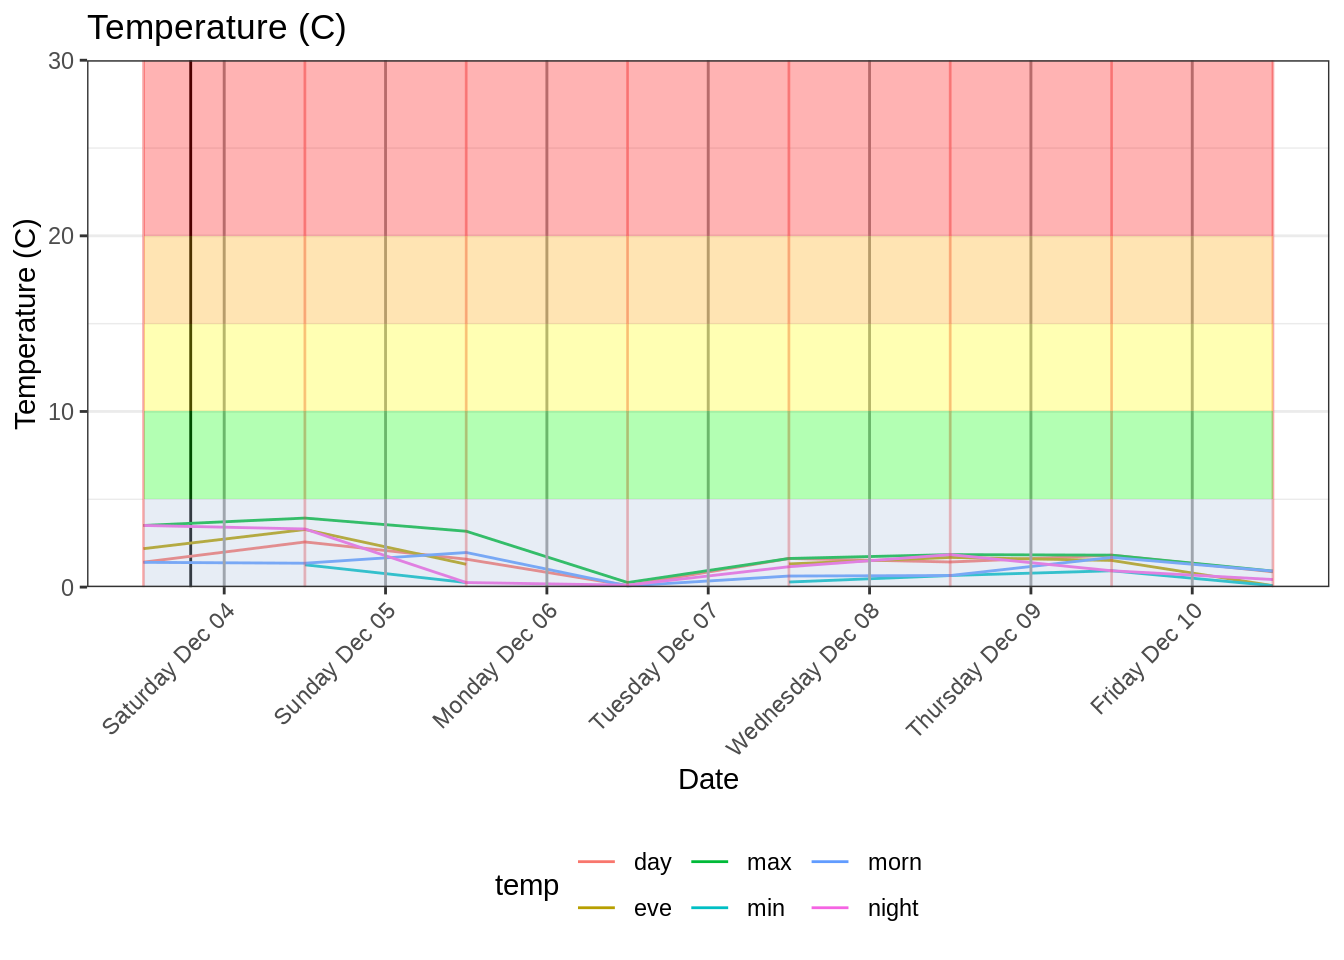 Temperature (C)
30
20
10
0
Temperature (C)
Saturday Dec 04
Sunday Dec 05
Monday Dec 06
Tuesday Dec 07
Wednesday Dec 08
Thursday Dec 09
Friday Dec 10
Date
temp
day
max
morn
eve
min
night